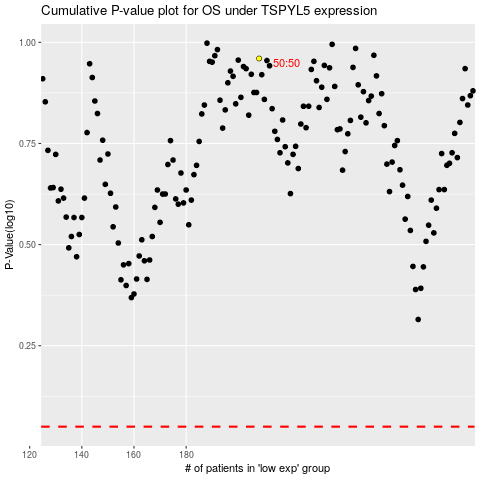 Cumulative P-value plot for OS under TSPYL5 expression
P-Value(log10)
1.00
0.75
0.50
0.25
50:50
120 140 160 180
# of patients in 'low exp' group